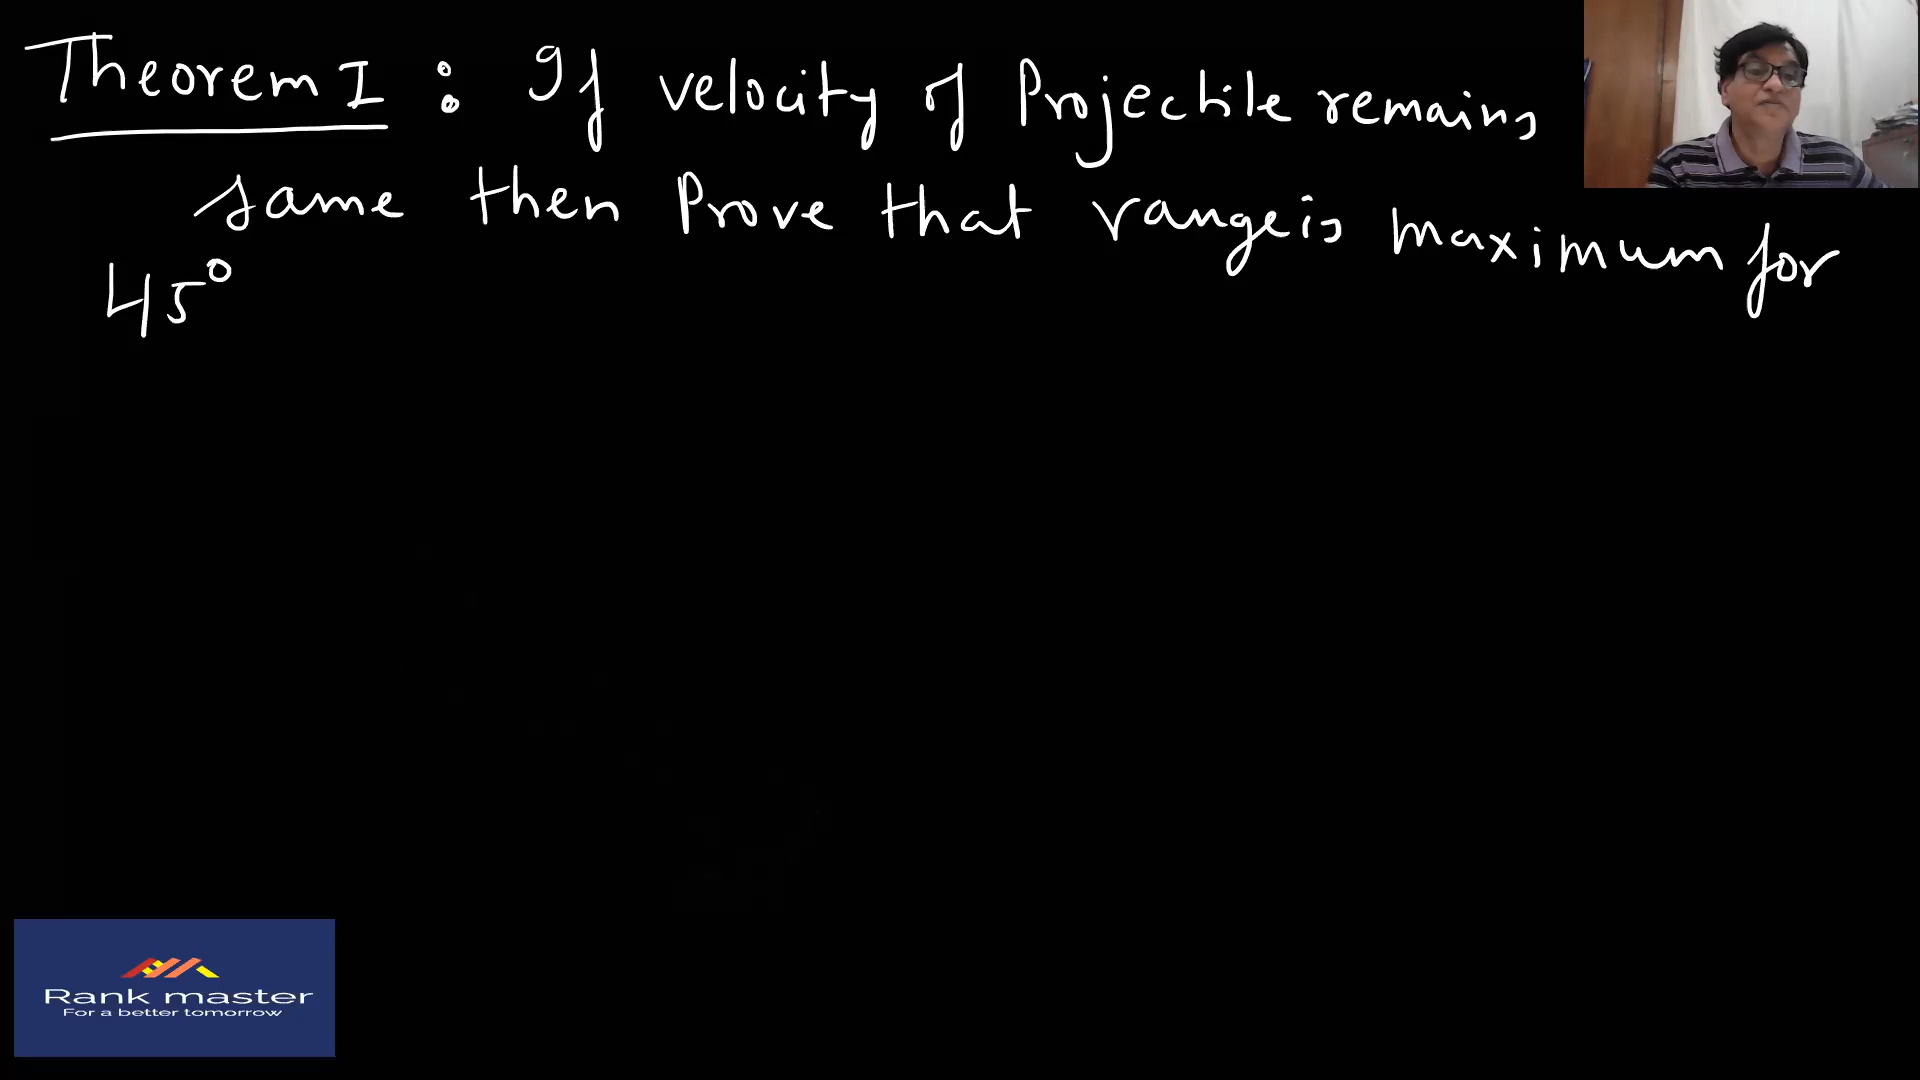 Theorem I : If velocity of Projectile remains
same then Prove that range is maximum for
45°
Rank master
For a better tomorrow